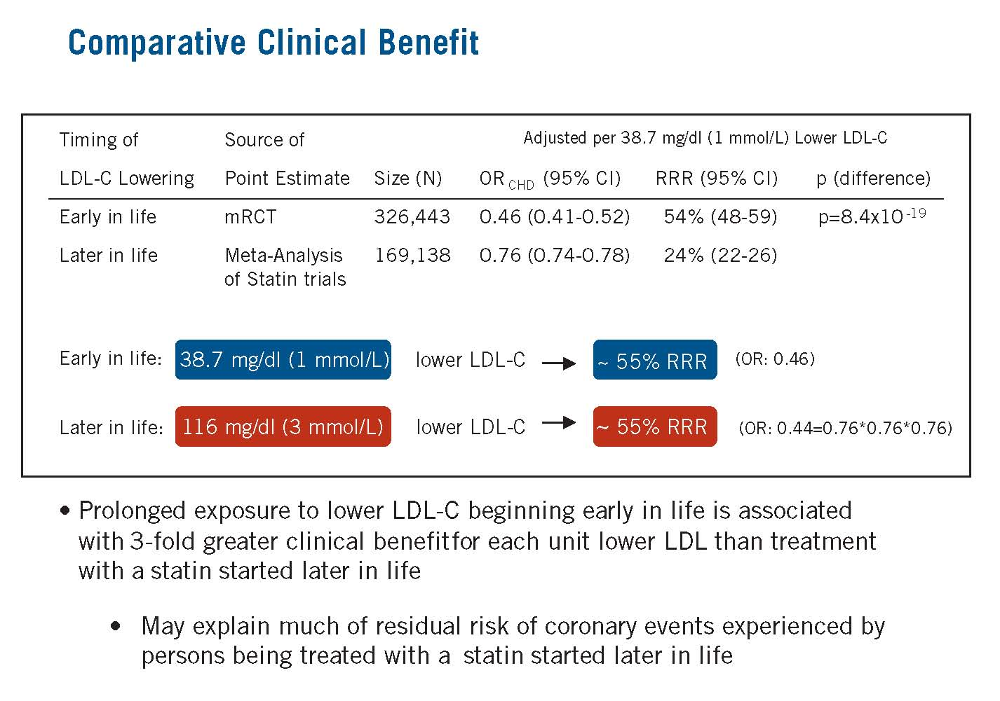 Comparative Clinical Benefit
Timing of Source of Adjusted per 38.7 mg/dl (1 mmol/L) Lower LDL-C
LDL-C Lowering Point Estimate Size (N) OR CHD (95% CI) RRR (95% CI) p (difference)
Early in life mRCT 326,443 0.46 (0.41-0.52) 54% (48-59) p=8.4x10 -19
Later in life Meta-Analysis 169,138 0.76 (0.74-0.78) 24% (22-26)
of Statin trials
Early in life: 38.7 mg/dl (1 mmol/L) lower LDL-C → ~ 55% RRR (OR: 0.46)
Later in life: 116 mg/dl (3 mmol/L) lower LDL-C → ~ 55% RRR (OR: 0.44=0.76*0.76*0.76)
• Prolonged exposure to lower LDL-C beginning early in life is associated
with 3-fold greater clinical benefitfor each unit lower LDL than treatment
with a statin started later in life
• May explain much of residual risk of coronary events experienced by
persons being treated with a statin started later in life